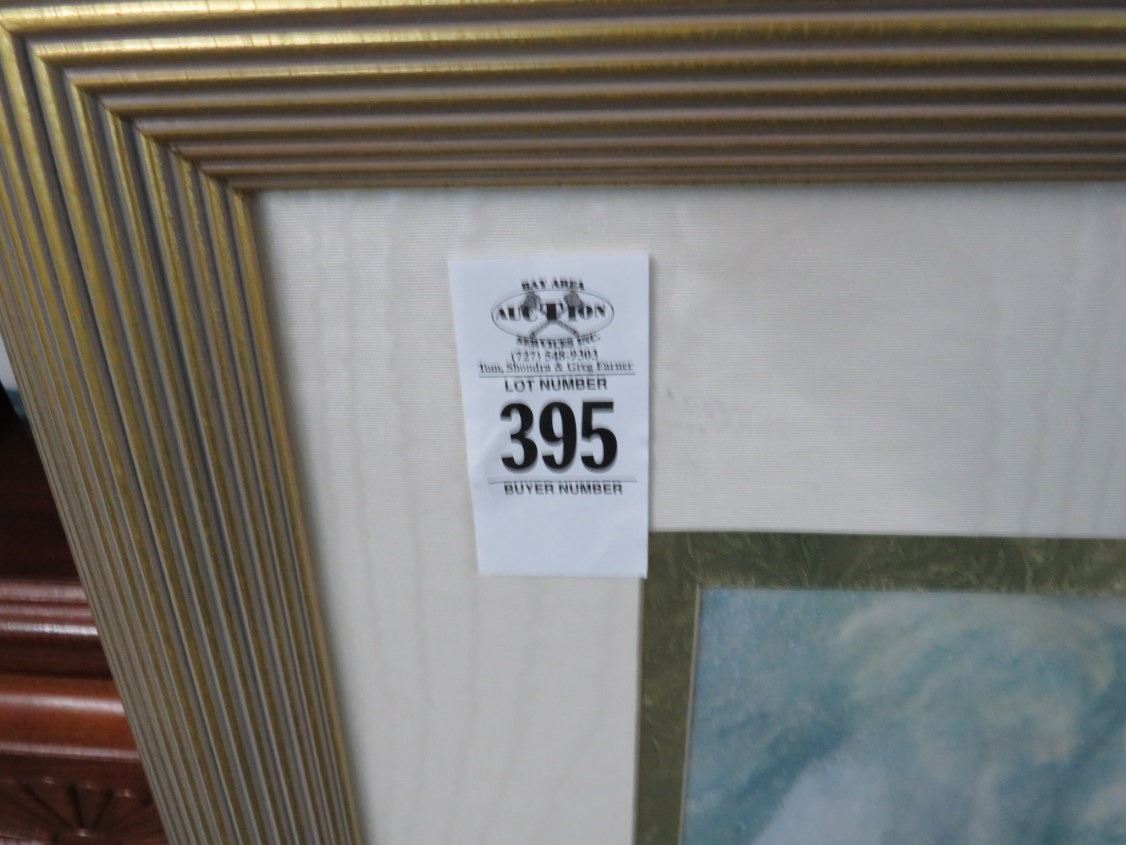 BAY AREA
AUCTION
SERVICES INC.
(727) 548-9303
Tom, Shondra & Greg Farner
LOT NUMBER
395
BUYER NUMBER